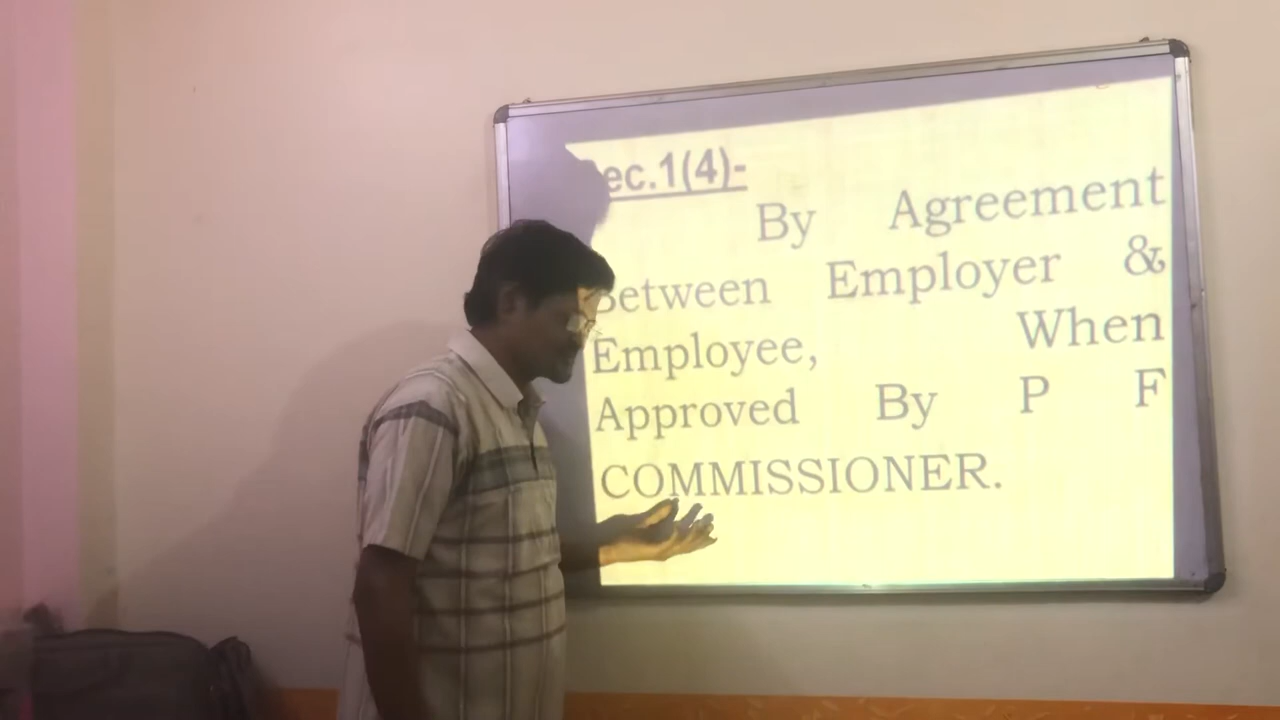 ec.1(4)-
By Agreement
Between Employer &
Employee, When
Approved By P F
COMMISSIONER.